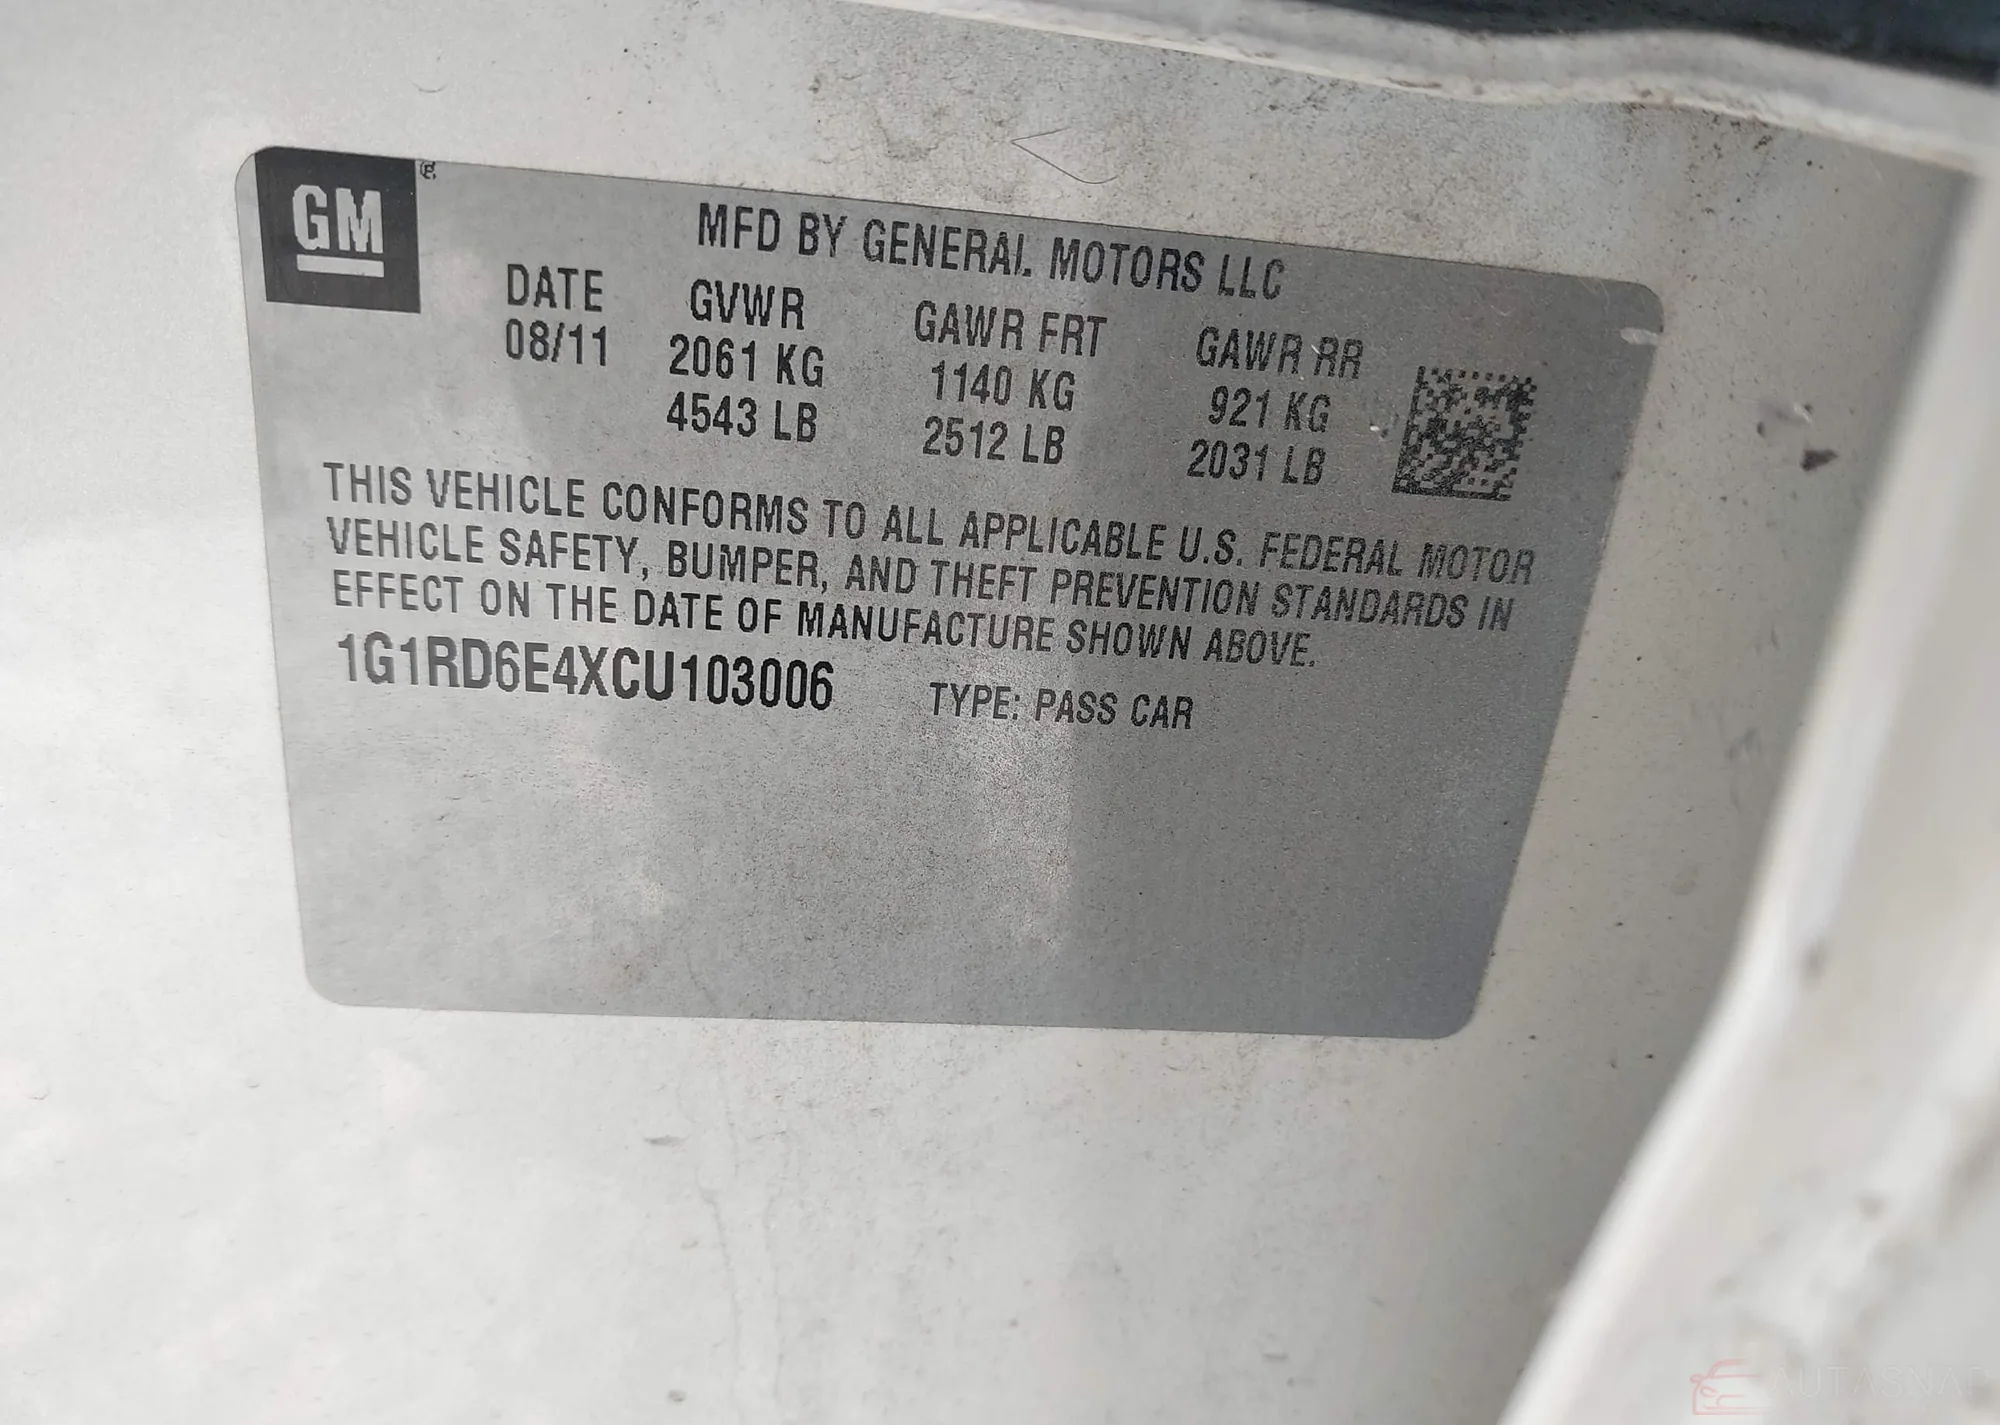 GM
MFD BY GENERAL MOTORS LLC
DATE GVWR GAWR FRT GAWR RR
08/11 2061 KG 1140 KG 921 KG
4543 LB 2512 LB 2031 LB
THIS VEHICLE CONFORMS TO ALL APPLICABLE U.S. FEDERAL MOTOR
VEHICLE SAFETY, BUMPER, AND THEFT PREVENTION STANDARDS IN
EFFECT ON THE DATE OF MANUFACTURE SHOWN ABOVE.
1G1RD6E4XCU103006 TYPE: PASS CAR